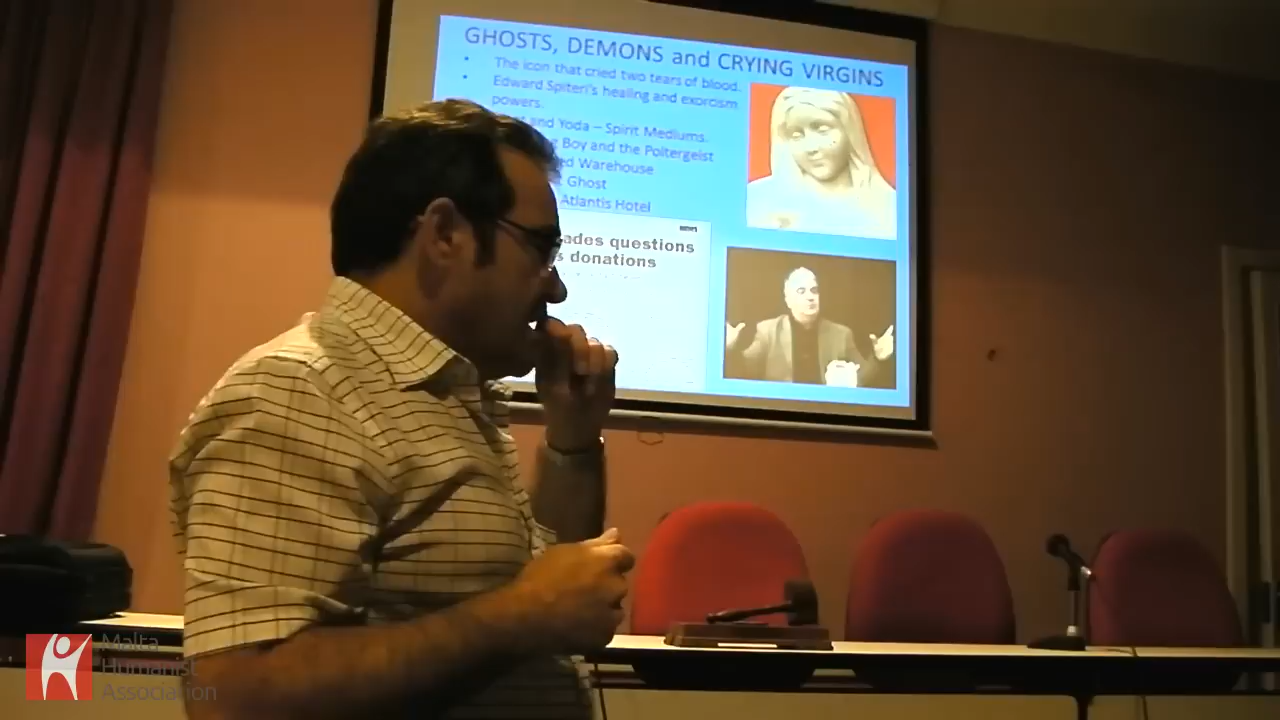 GHOSTS, DEMONS and CRYING VIRGINS
• The icon that cried two tears of blood.
• Edward Spiteri's healing and exorcism
powers.
and Yoda – Spirit Mediums.
Boy and the Poltergeist
Warehouse
Ghost
Atlantis Hotel
questions
donations
Malta
Humanist
Association